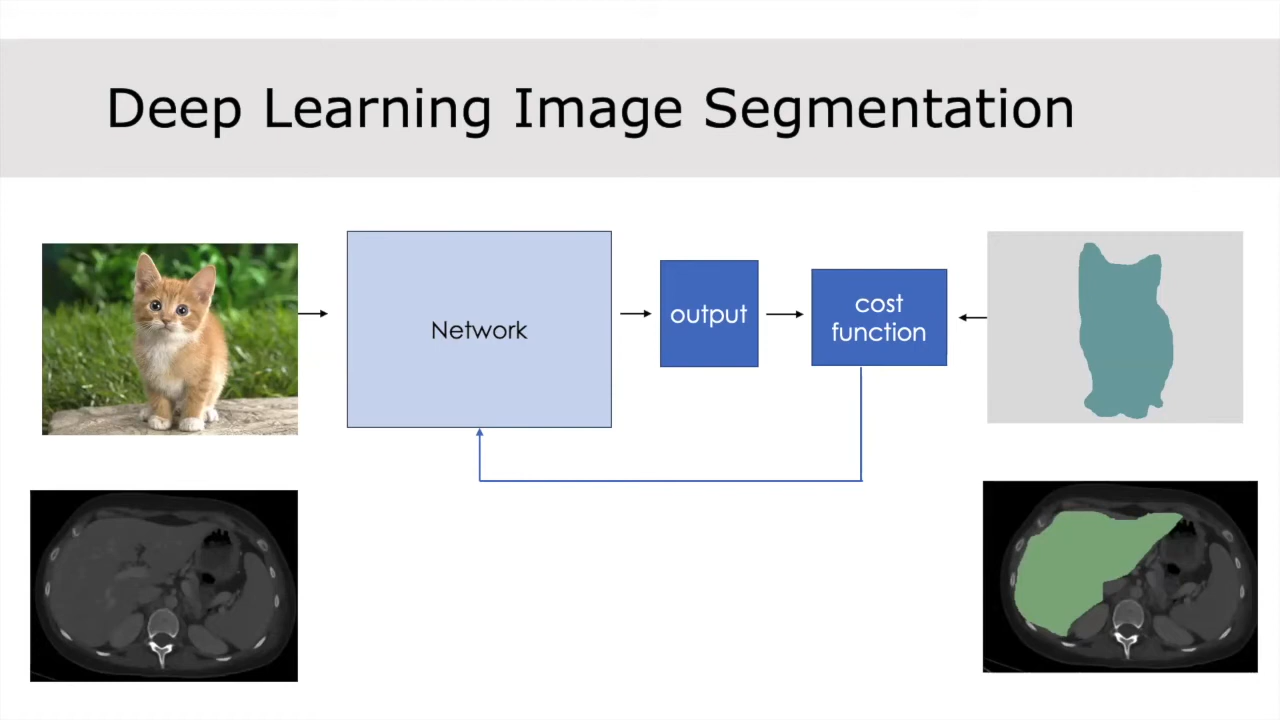 Deep Learning Image Segmentation
Network
output
cost
function